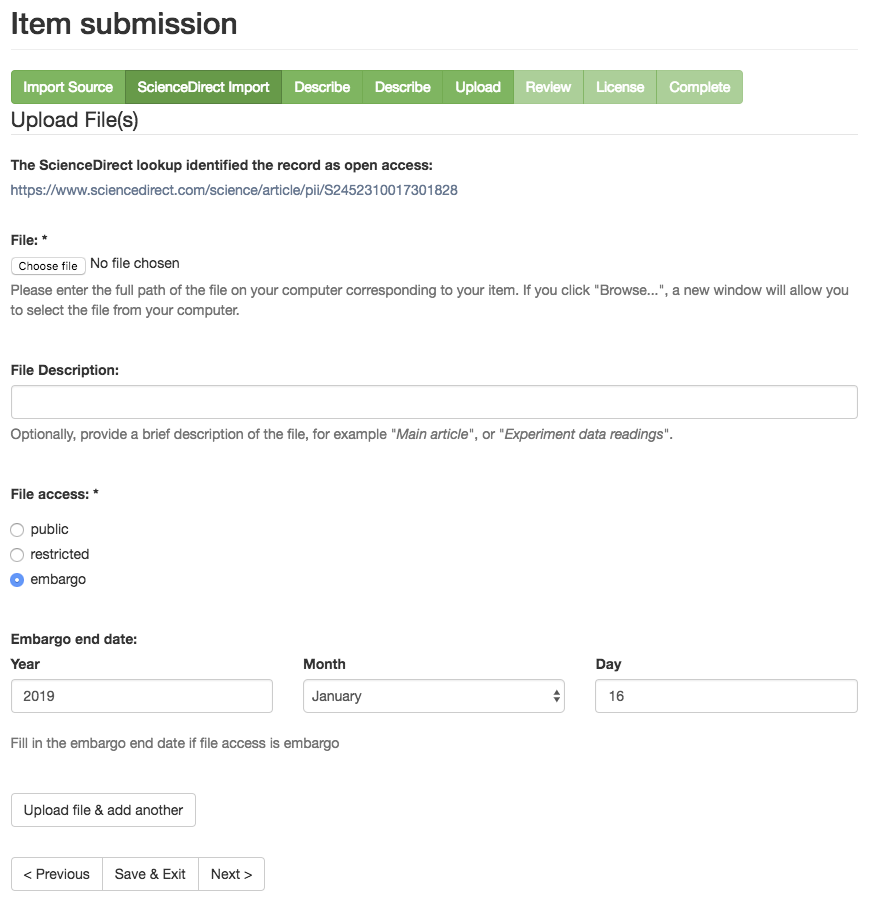 Item submission
Import Source ScienceDirect Import Describe Describe Upload Review License Complete
Upload File(s)
The ScienceDirect lookup identified the record as open access:
https://www.sciencedirect.com/science/article/pii/S2452310017301828
File: *
Choose file No file chosen
Please enter the full path of the file on your computer corresponding to your item. If you click "Browse...", a new window will allow you
to select the file from your computer.
File Description:
Optionally, provide a brief description of the file, for example "Main article", or "Experiment data readings".
File access: *
public
restricted
embargo
Embargo end date:
Year Month Day
2019 January 16
Fill in the embargo end date if file access is embargo
Upload file & add another
< Previous Save & Exit Next >